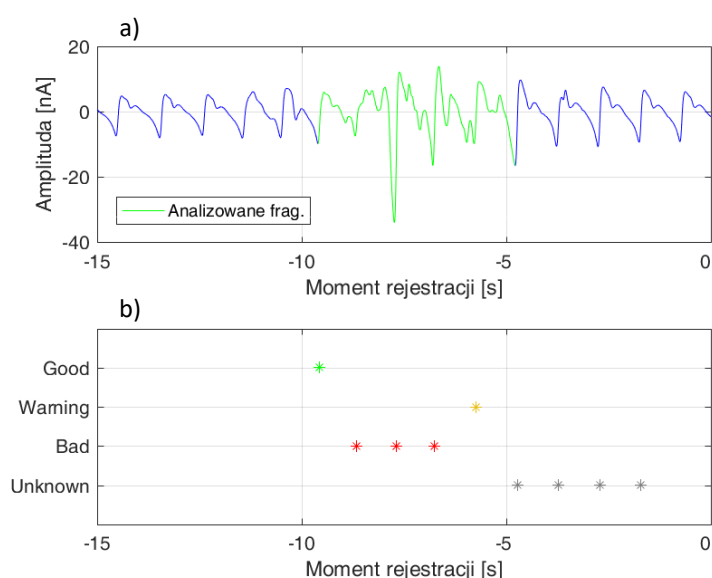 a)
20
0
-20
-40
Amplituda [nA]
Analizowane frag.
-15
-10
-5
0
Moment rejestracji [s]
b)
Good
Warning
Bad
Unknown
-15
-10
-5
0
Moment rejestracji [s]